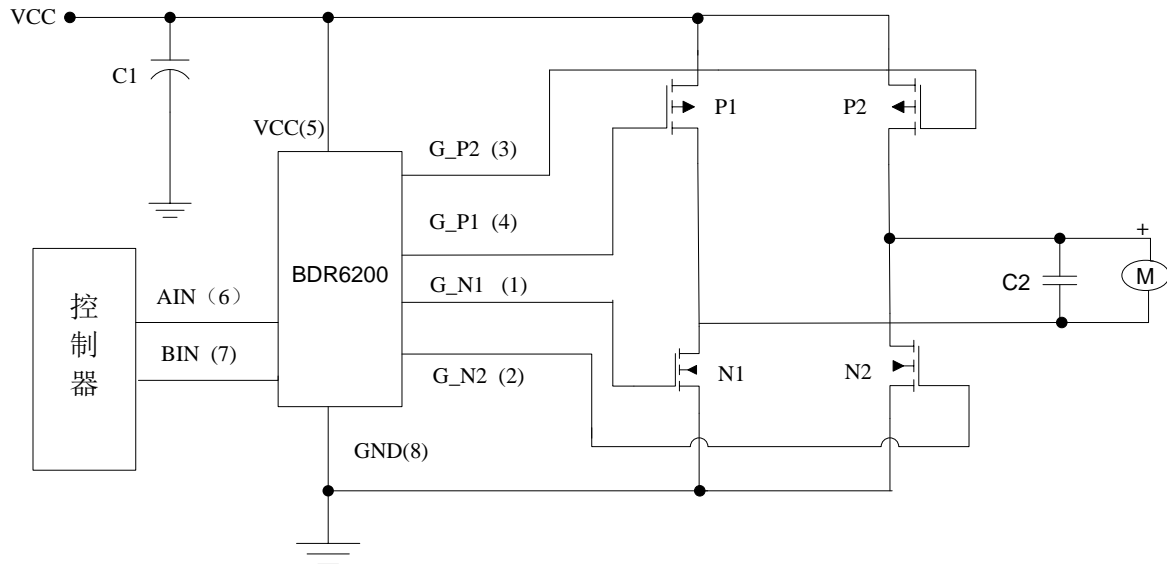 VCC
C1
VCC(5)
G_P2 (3)
P1
P2
G_P1 (4)
+
BDR6200
控制器
AIN（6）
G_N1 (1)
C2
M
BIN (7)
G_N2 (2)
N1
N2
GND(8)